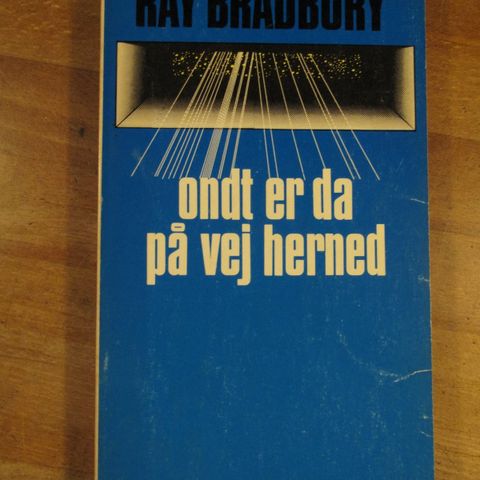 RAY BRADBURY
ondt er da
på vej herned